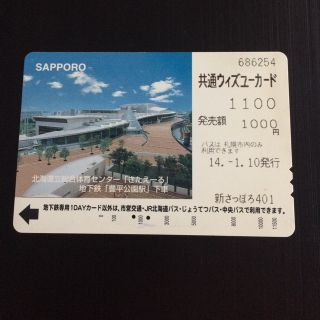 686254
SAPPORO
共通ウィズユーカード
1100
発売額 1000円
バスは 札幌市内のみ
利用できます
14.-1.10発行
北海道立総合体育センター「きたえーる」
地下鉄「豊平公園駅」下車
新さっぽろ401
地下鉄専用1DAYカード以外は、市営交通・JR北海道バス・じょうてつバス・中央バスで利用できます。